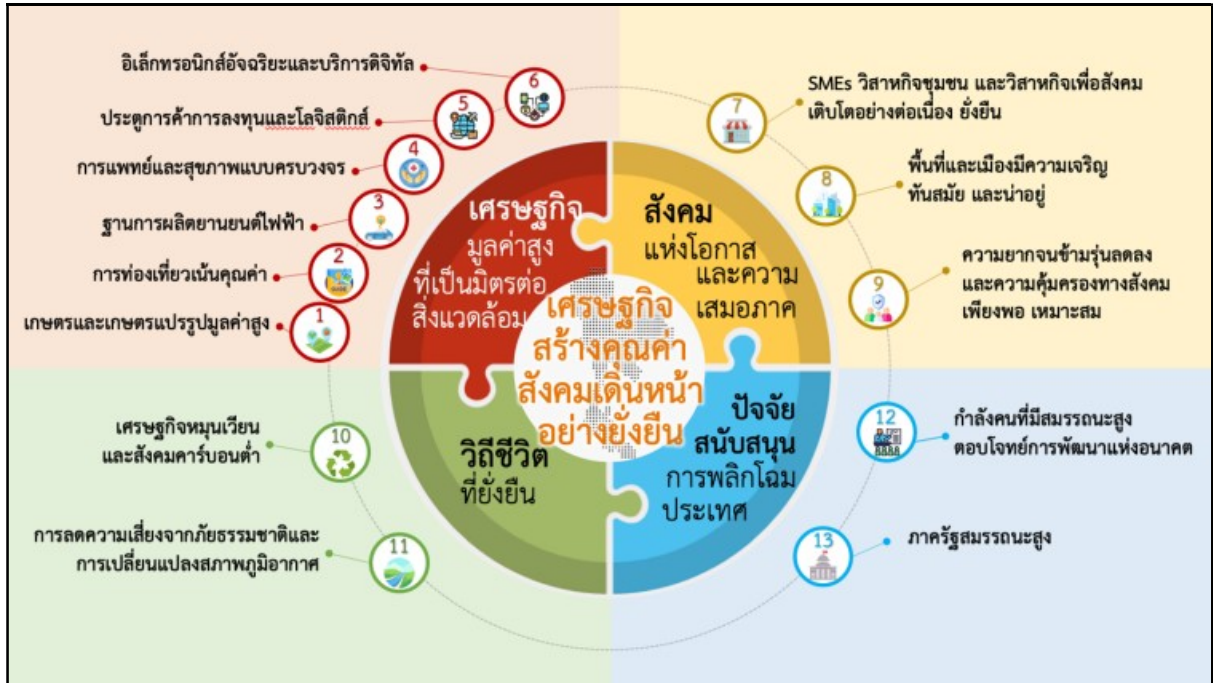 อิเล็กทรอนิกส์อัจฉริยะและบริการดิจิทัล
6
ประตูการค้าการลงทุนและโลจิสติกส์
5
การแพทย์และสุขภาพแบบครบวงจร
4
ฐานการผลิตยานยนต์ไฟฟ้า
3
การท่องเที่ยวเน้นคุณค่า
2
GUIDE
เกษตรและเกษตรแปรรูปมูลค่าสูง
1
7
SMEs วิสาหกิจชุมชน และวิสาหกิจเพื่อสังคม
เติบโตอย่างต่อเนื่อง ยั่งยืน
8
พื้นที่และเมืองมีความเจริญ
ทันสมัย และน่าอยู่
9
ความยากจนข้ามรุ่นลดลง
และความคุ้มครองทางสังคม
เพียงพอ เหมาะสม
เศรษฐกิจ
มูลค่าสูง
ที่เป็นมิตรต่อ
สิ่งแวดล้อม
สังคม
แห่งโอกาส
และความ
เสมอภาค
เศรษฐกิจ
สร้างคุณค่า
สังคมเดินหน้า
อย่างยั่งยืน
วิถีชีวิต
ที่ยั่งยืน
ปัจจัย
สนับสนุน
การพลิกโฉม
ประเทศ
เศรษฐกิจหมุนเวียน
และสังคมคาร์บอนต่ำ
10
การลดความเสี่ยงจากภัยธรรมชาติและ
การเปลี่ยนแปลงสภาพภูมิอากาศ
11
12
กำลังคนที่มีสมรรถนะสูง
ตอบโจทย์การพัฒนาแห่งอนาคต
13
ภาครัฐสมรรถนะสูง